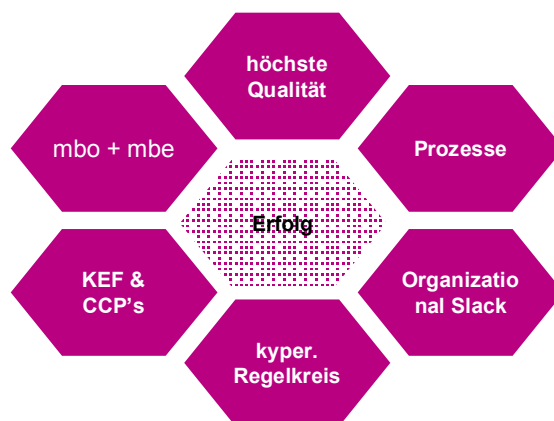 höchste
Qualität
mbo + mbe
Prozesse
Erfolg
KEF &
CCP's
Organizatio
nal Slack
kyper.
Regelkreis